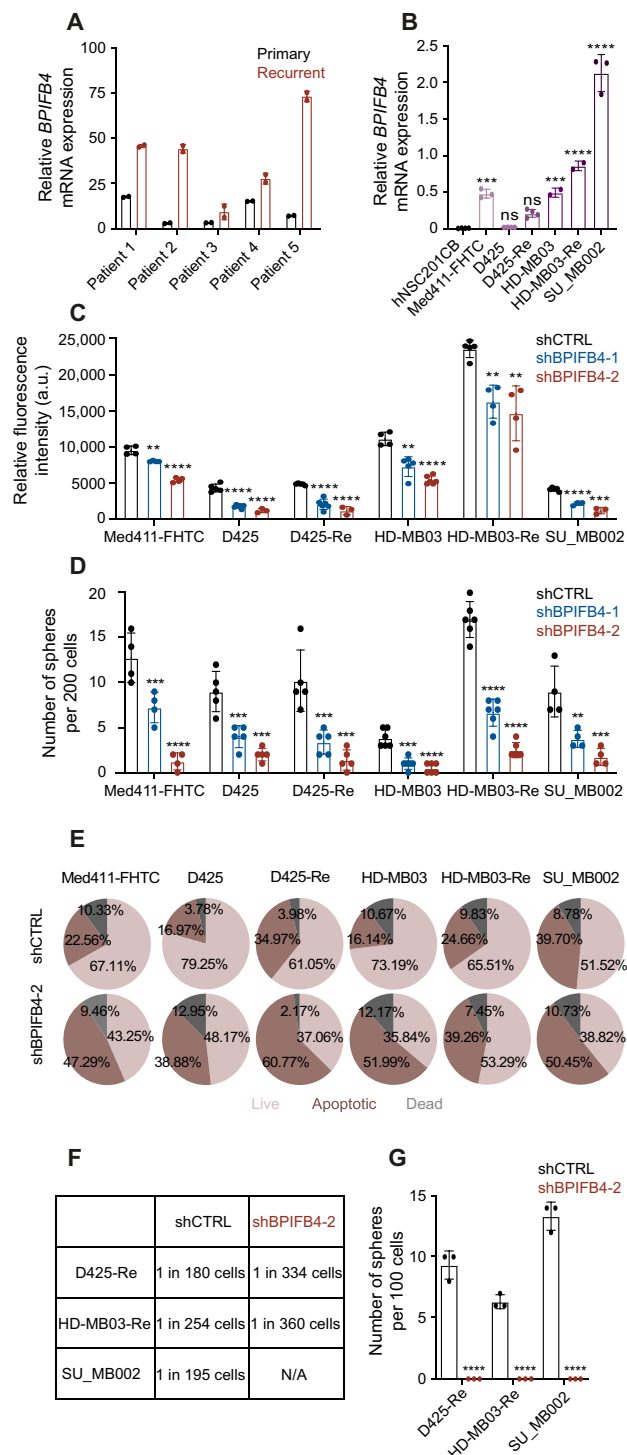 A
Relative BPIFB4
mRNA expression
100
75
50
25
0
Primary
Recurrent
Patient 1
Patient 2
Patient 3
Patient 4
Patient 5
B
Relative BPIFB4
mRNA expression
2.5
2.0
1.5
1.0
0.5
0
***
ns
ns
***
****
****
hNSC201CB
Med411-FHTC
D425
D425-Re
HD-MB03
HD-MB03-Re
SU_MB002
C
Relative fluorescence
intensity (a.u.)
25,000
20,000
15,000
10,000
5000
0
shCTRL
shBPIFB4-1
shBPIFB4-2
** **** **** **** **** **** ** **** ** ** **** ***
Med411-FHTC D425 D425-Re HD-MB03 HD-MB03-Re SU_MB002
D
Number of spheres
per 200 cells
20
15
10
5
0
shCTRL
shBPIFB4-1
shBPIFB4-2
*** **** *** *** *** *** *** **** **** **** ** ***
Med411-FHTC D425 D425-Re HD-MB03 HD-MB03-Re SU_MB002
E
Med411-FHTC D425 D425-Re HD-MB03 HD-MB03-Re SU_MB002
shCTRL
10.33% 3.78% 3.98% 10.67% 9.83% 8.78%
22.56% 16.97% 34.97% 16.14% 24.66% 39.70%
67.11% 79.25% 61.05% 73.19% 65.51% 51.52%
shBPIFB4-2
9.46% 12.95% 2.17% 12.17% 7.45% 10.73%
43.25% 48.17% 37.06% 35.84% 39.26% 38.82%
47.29% 38.88% 60.77% 51.99% 53.29% 50.45%
Live Apoptotic Dead
F
shCTRL shBPIFB4-2
D425-Re 1 in 180 cells 1 in 334 cells
HD-MB03-Re 1 in 254 cells 1 in 360 cells
SU_MB002 1 in 195 cells N/A
G
shCTRL
shBPIFB4-2
Number of spheres
per 100 cells
15
10
5
0
**** **** ****
D425-Re
HD-MB03-Re
SU_MB002